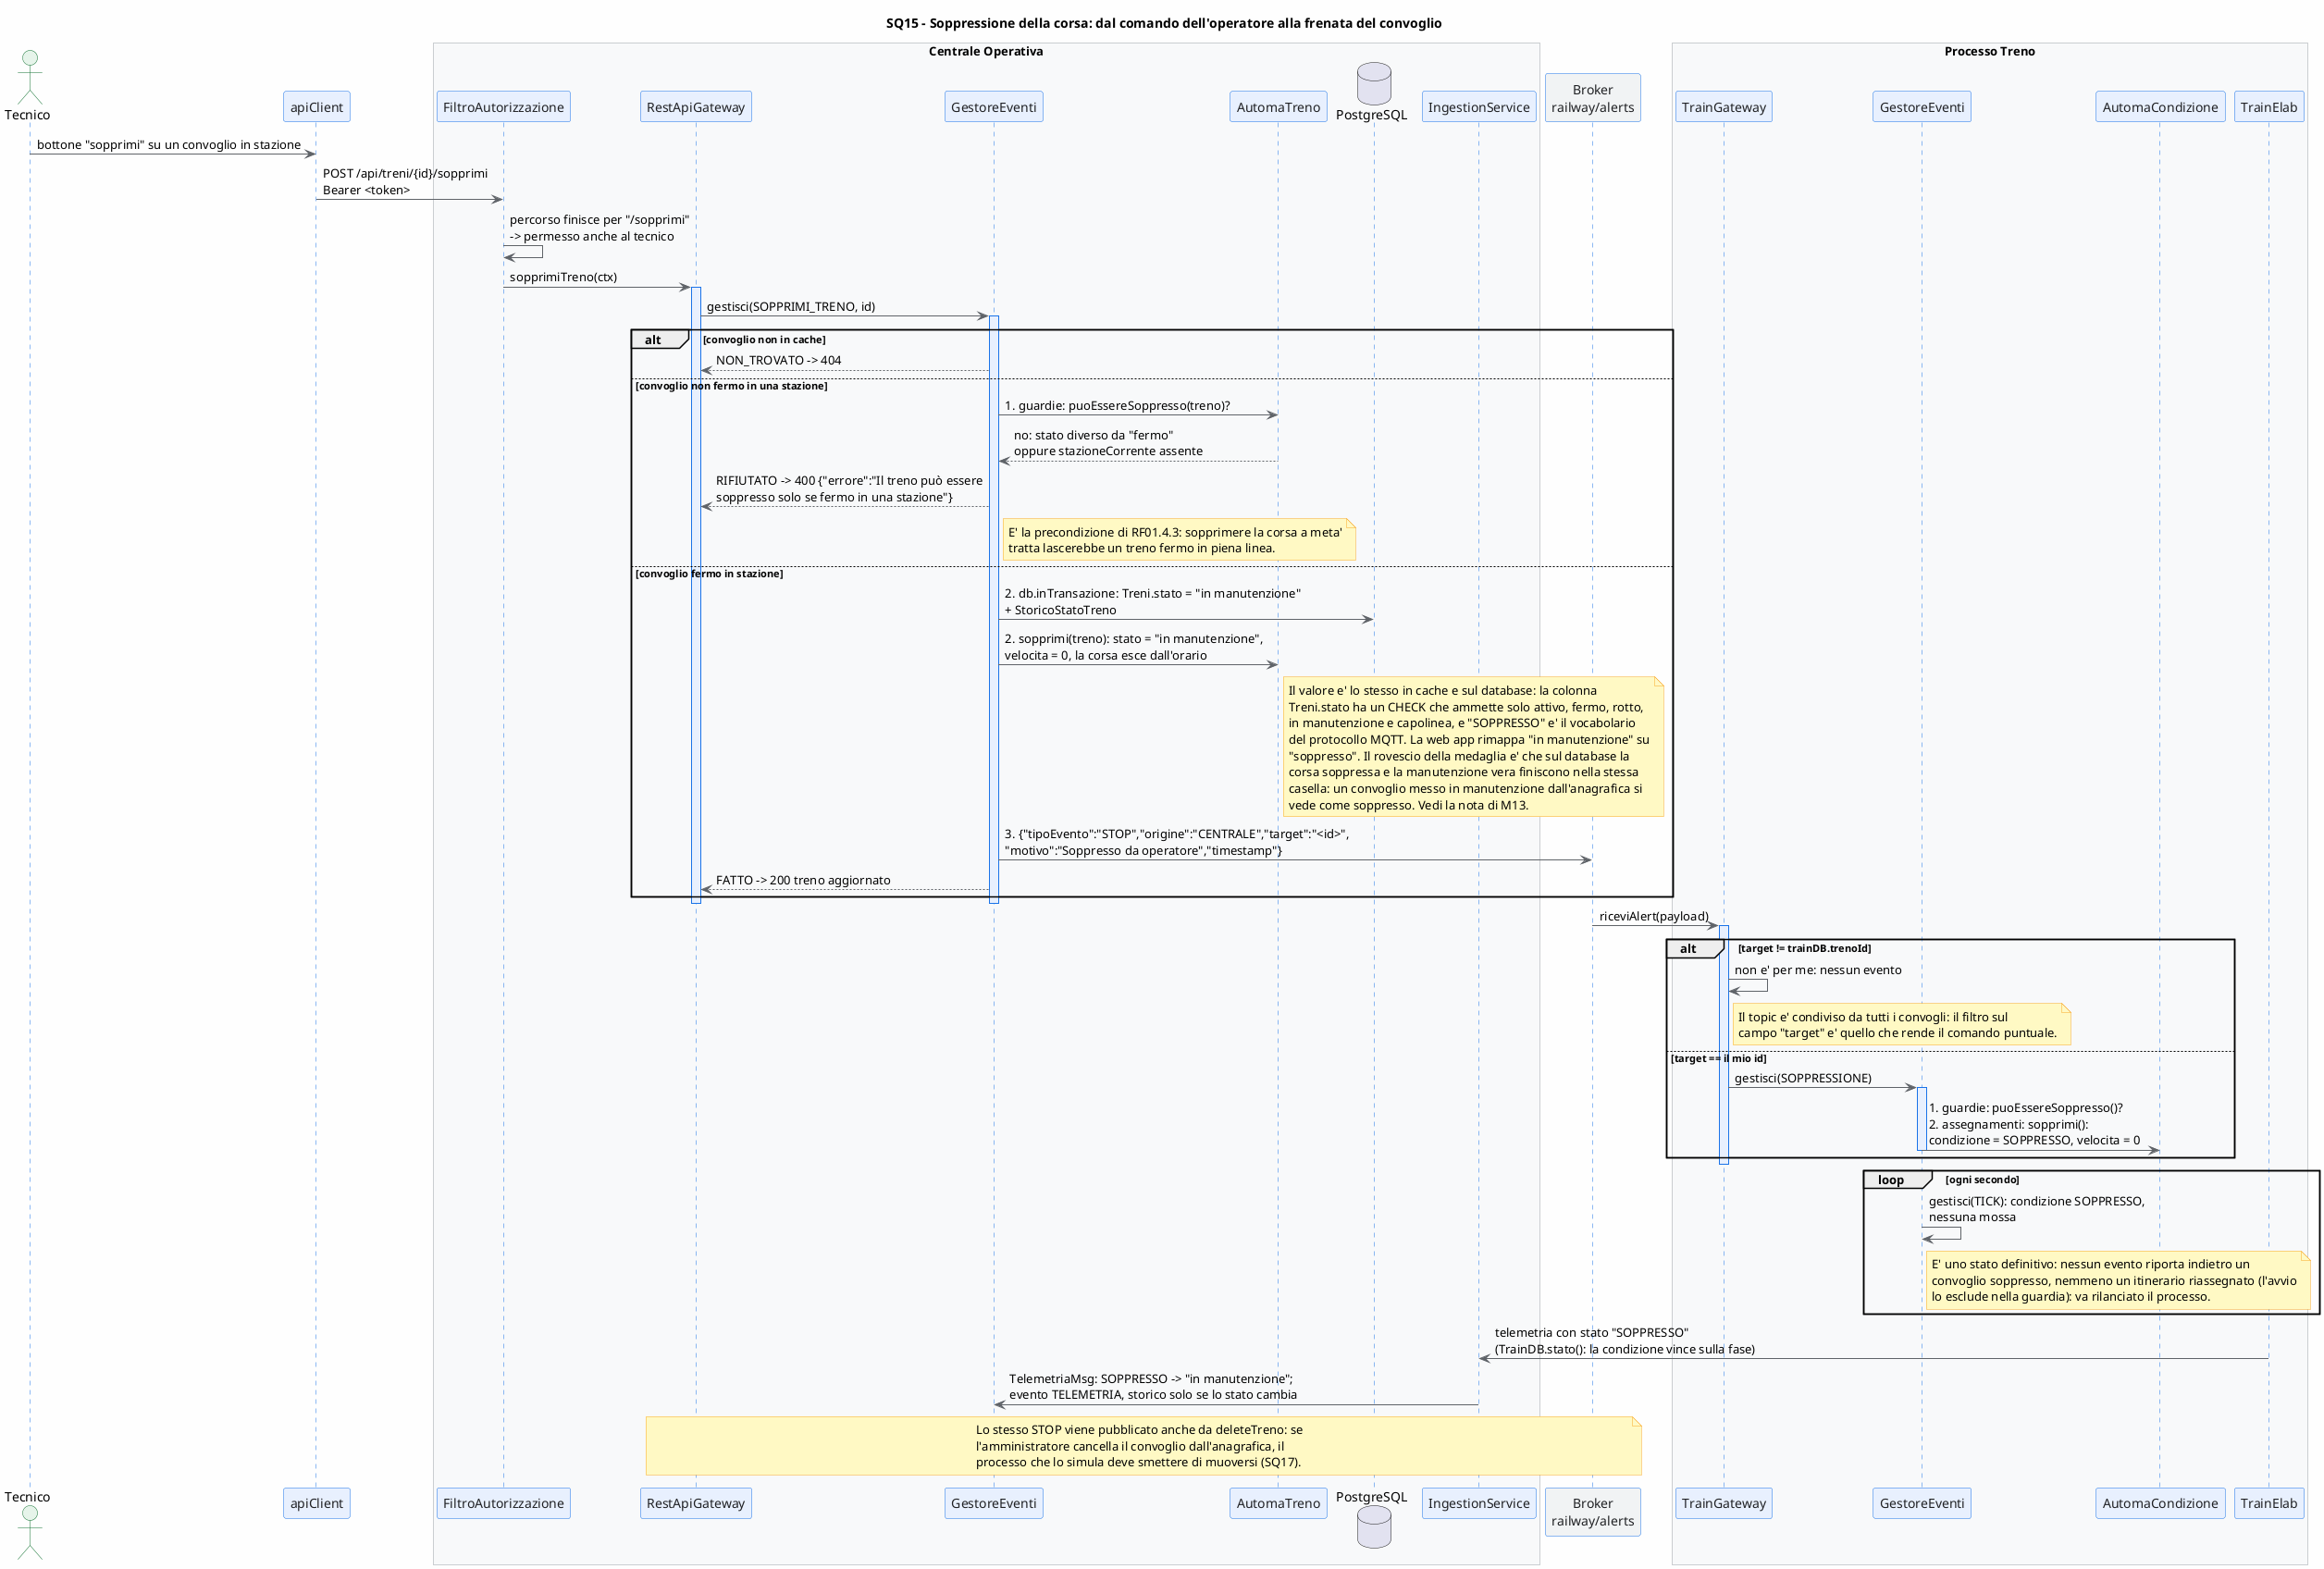 SQ15 - Soppressione della corsa: dal comando dell'operatore alla frenata del convoglio
Centrale Operativa
Processo Treno
Tecnico
apiClient
FiltroAutorizzazione
RestApiGateway
GestoreEventi
AutomaTreno
PostgreSQL
IngestionService
Broker
railway/alerts
TrainGateway
GestoreEventi
AutomaCondizione
TrainElab
bottone "sopprimi" su un convoglio in stazione
POST /api/treni/{id}/sopprimi
Bearer <token>
percorso finisce per "/sopprimi"
-> permesso anche al tecnico
sopprimiTreno(ctx)
gestisci(SOPPRIMI_TRENO, id)
alt [convoglio non in cache]
NON_TROVATO -> 404
[convoglio non fermo in una stazione]
1. guardie: puoEssereSoppresso(treno)?
no: stato diverso da "fermo"
oppure stazioneCorrente assente
RIFIUTATO -> 400 {"errore":"Il treno può essere
soppresso solo se fermo in una stazione"}
E' la precondizione di RF01.4.3: sopprimere la corsa a meta'
tratta lascerebbe un treno fermo in piena linea.
[convoglio fermo in stazione]
2. db.inTransazione: Treni.stato = "in manutenzione"
+ StoricoStatoTreno
2. sopprimi(treno): stato = "in manutenzione",
velocita = 0, la corsa esce dall'orario
Il valore e' lo stesso in cache e sul database: la colonna
Treni.stato ha un CHECK che ammette solo attivo, fermo, rotto,
in manutenzione e capolinea, e "SOPPRESSO" e' il vocabolario
del protocollo MQTT. La web app rimappa "in manutenzione" su
"soppresso". Il rovescio della medaglia e' che sul database la
corsa soppressa e la manutenzione vera finiscono nella stessa
casella: un convoglio messo in manutenzione dall'anagrafica si
vede come soppresso. Vedi la nota di M13.
3. {"tipoEvento":"STOP","origine":"CENTRALE","target":"<id>",
"motivo":"Soppresso da operatore","timestamp"}
FATTO -> 200 treno aggiornato
riceviAlert(payload)
alt [target != trainDB.trenoId]
non e' per me: nessun evento
Il topic e' condiviso da tutti i convogli: il filtro sul
campo "target" e' quello che rende il comando puntuale.
[target == il mio id]
gestisci(SOPPRESSIONE)
1. guardie: puoEssereSoppresso()?
2. assegnamenti: sopprimi():
condizione = SOPPRESSO, velocita = 0
loop [ogni secondo]
gestisci(TICK): condizione SOPPRESSO,
nessuna mossa
E' uno stato definitivo: nessun evento riporta indietro un
convoglio soppresso, nemmeno un itinerario riassegnato (l'avvio
lo esclude nella guardia): va rilanciato il processo.
telemetria con stato "SOPPRESSO"
(TrainDB.stato(): la condizione vince sulla fase)
TelemetriaMsg: SOPPRESSO -> "in manutenzione";
evento TELEMETRIA, storico solo se lo stato cambia
Lo stesso STOP viene pubblicato anche da deleteTreno: se
l'amministratore cancella il convoglio dall'anagrafica, il
processo che lo simula deve smettere di muoversi (SQ17).
Tecnico
apiClient
FiltroAutorizzazione
RestApiGateway
GestoreEventi
AutomaTreno
PostgreSQL
IngestionService
Broker
railway/alerts
TrainGateway
GestoreEventi
AutomaCondizione
TrainElab